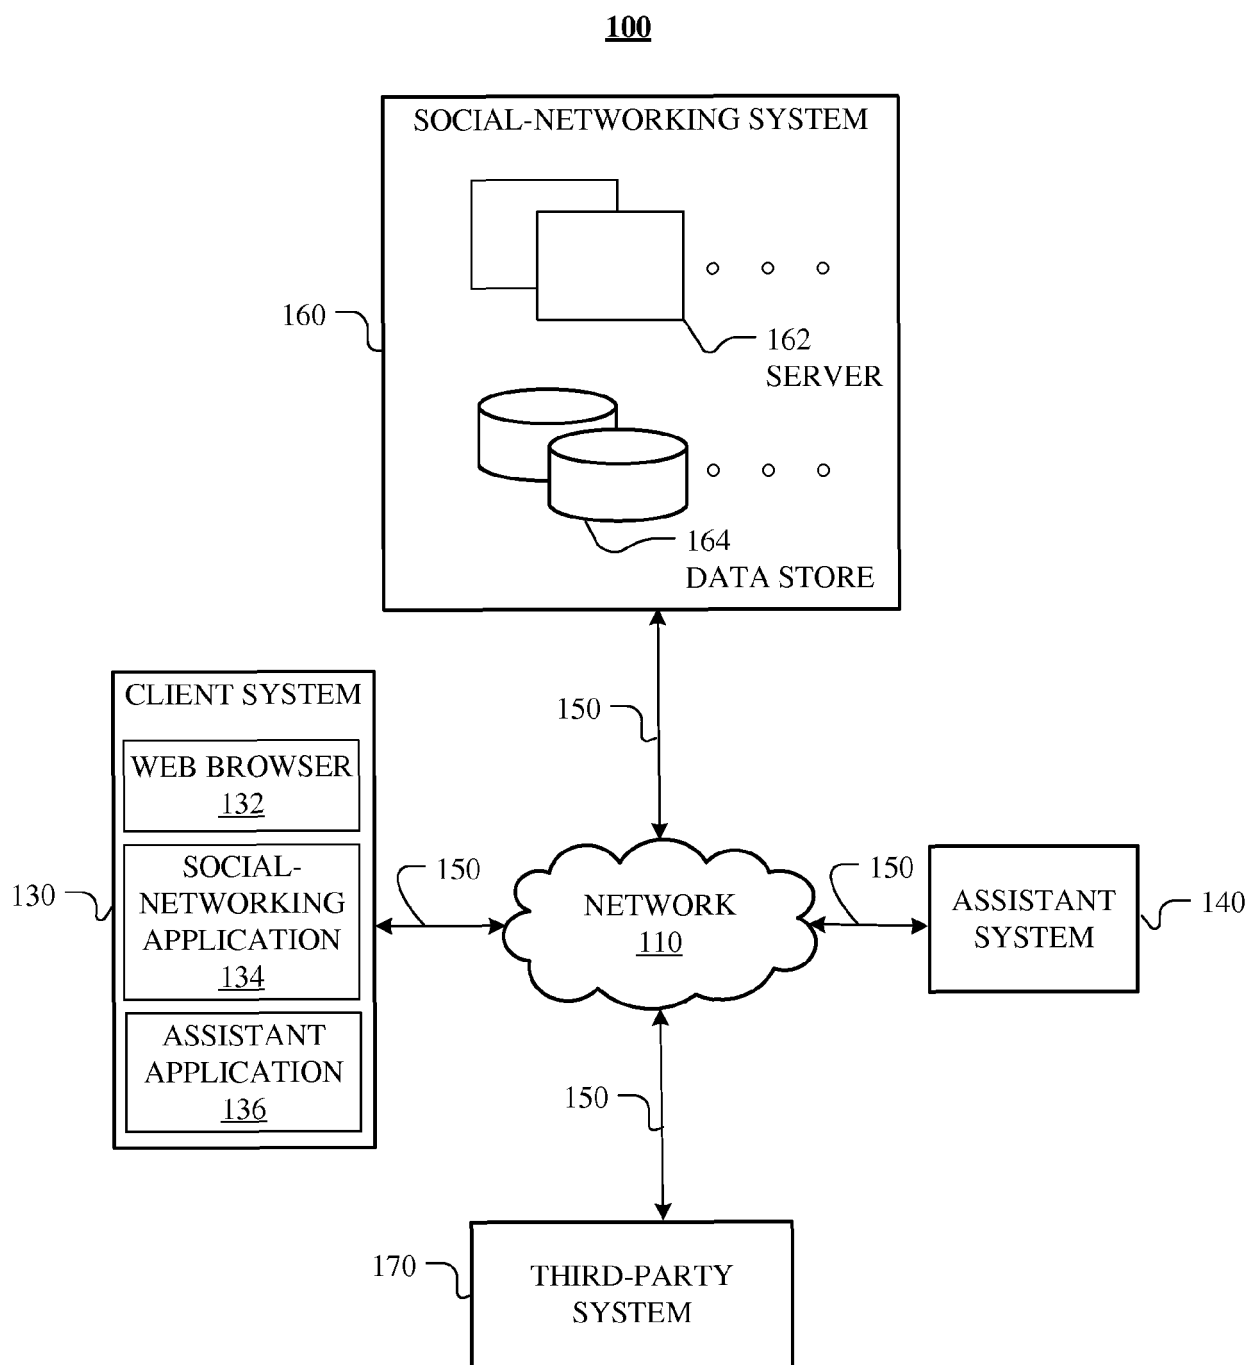 100
SOCIAL-NETWORKING SYSTEM
160
162
SERVER
164
DATA STORE
CLIENT SYSTEM
150
WEB BROWSER
132
SOCIAL-
NETWORKING
APPLICATION
134
130
150
NETWORK
110
150
ASSISTANT
SYSTEM
140
ASSISTANT
APPLICATION
136
150
170
THIRD-PARTY
SYSTEM